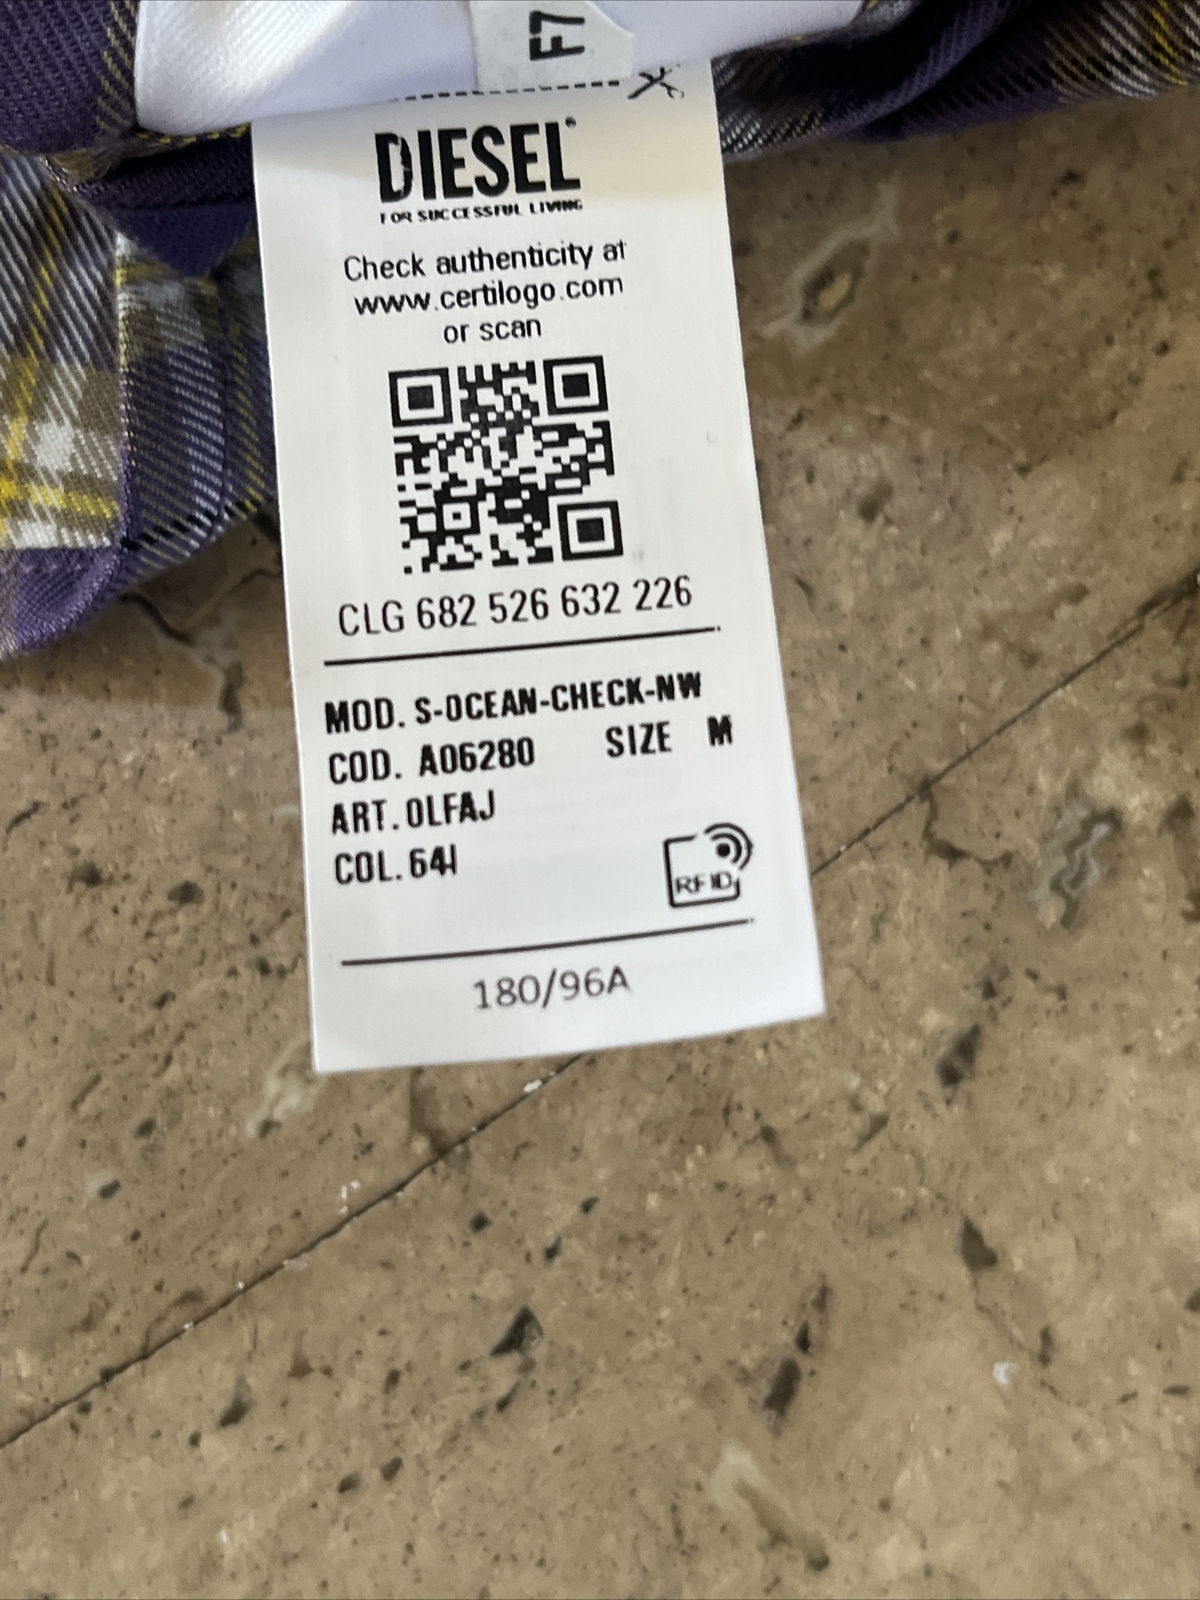 F7
DIESEL
FOR SUCCESSFUL LIVING
Check authenticity at
www.certilogo.com
or scan
CLG 682 526 632 226
MOD. S-OCEAN-CHECK-NW
COD. A06280 SIZE M
ART. OLFAJ
COL. 64I
RFID
180/96A